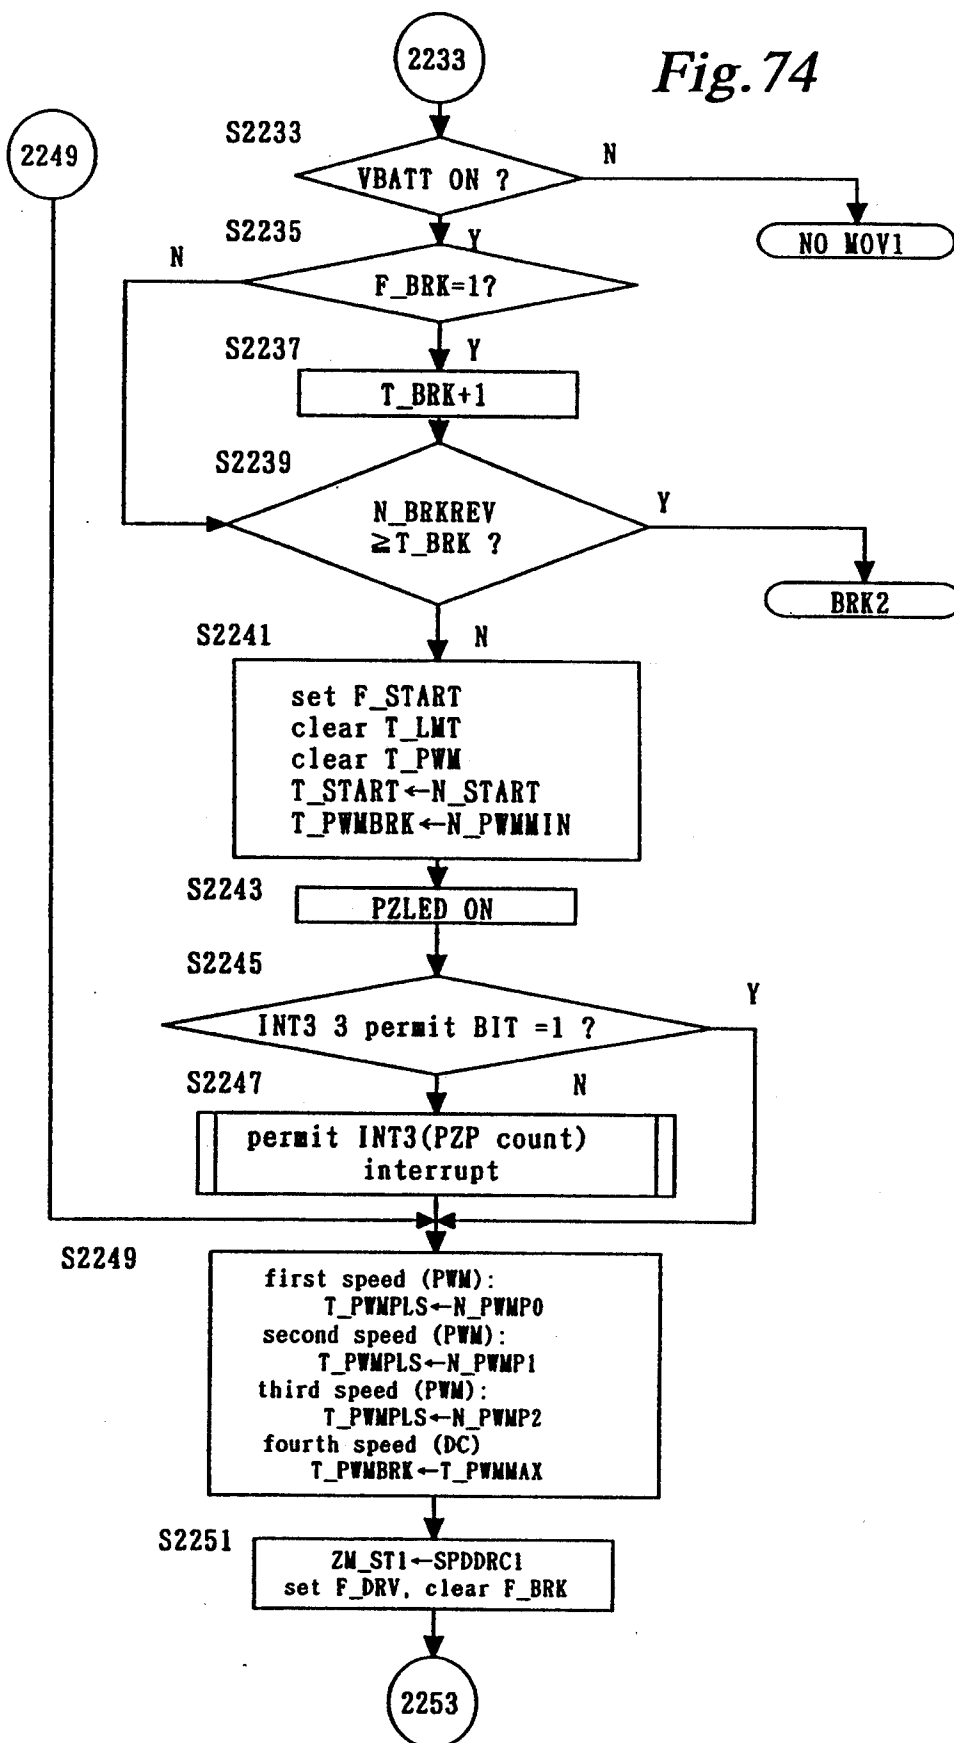 2233
Fig.74
2249
S2233
VBATT ON ?
N
NO MOV1
S2235
Y
N
F_BRK=1?
S2237
Y
T_BRK+1
S2239
N_BRKREV
≧T_BRK ?
Y
BRK2
S2241
N
set F_START
clear T_LMT
clear T_PWM
T_START←N_START
T_PWMBRK←N_PWMMIN
S2243
PZLED ON
S2245
INT3 3 permit BIT =1 ?
Y
S2247
N
permit INT3(PZP count)
interrupt
S2249
first speed (PWM):
T_PWMPLS←N_PWMP0
second speed (PWM):
T_PWMPLS←N_PWMP1
third speed (PWM):
T_PWMPLS←N_PWMP2
fourth speed (DC)
T_PWMBRK←T_PWMMAX
S2251
ZM_ST1←SPDDRC1
set F_DRV, clear F_BRK
2253